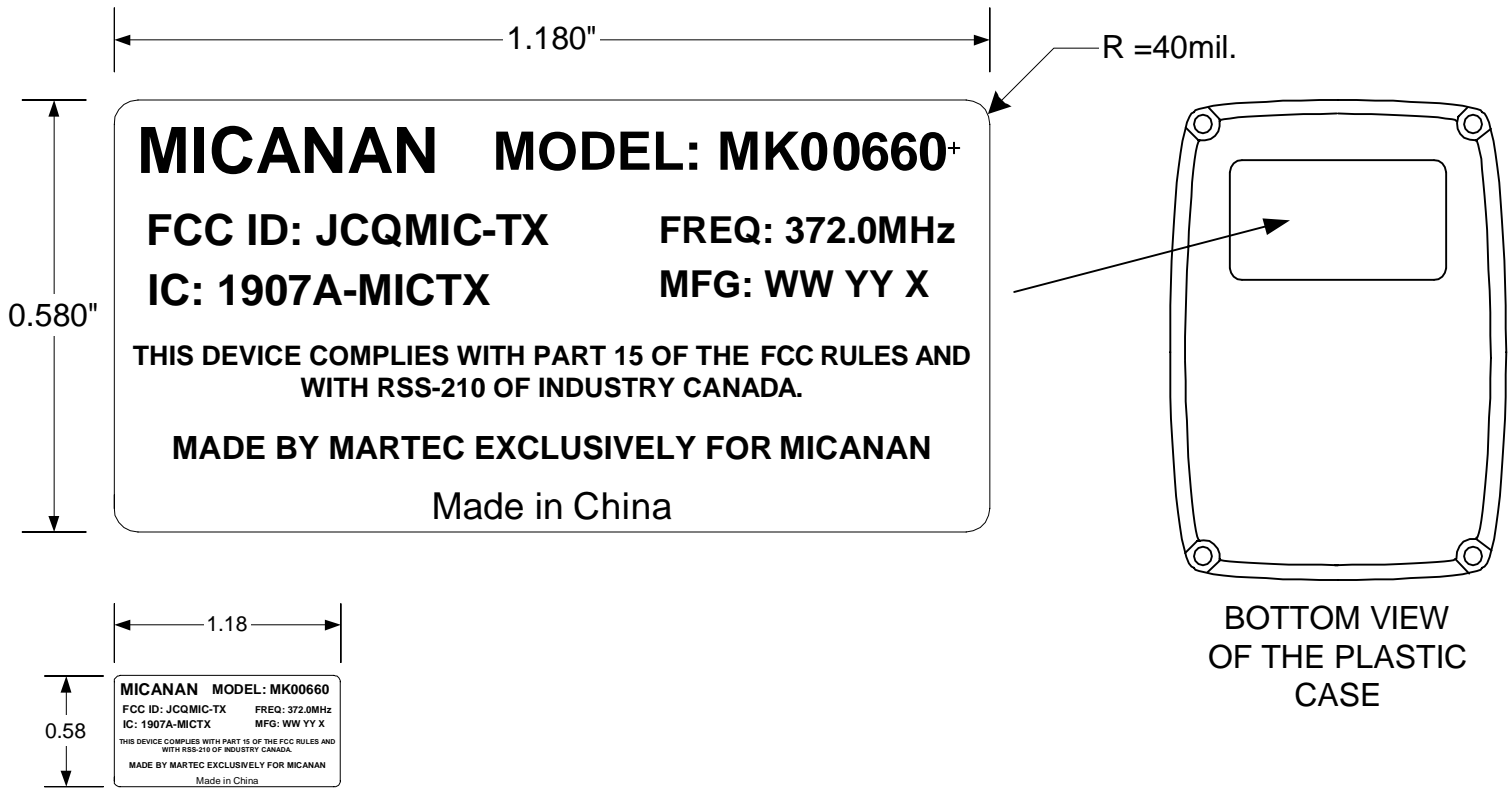 1.180"
R =40mil.
0.580"
MICANAN MODEL: MK00660+
FCC ID: JCQMIC-TX FREQ: 372.0MHz
IC: 1907A-MICTX MFG: WW YY X
THIS DEVICE COMPLIES WITH PART 15 OF THE FCC RULES AND
WITH RSS-210 OF INDUSTRY CANADA.
MADE BY MARTEC EXCLUSIVELY FOR MICANAN
Made in China
BOTTOM VIEW
OF THE PLASTIC
CASE
1.18
0.58
MICANAN MODEL: MK00660
FCC ID: JCQMIC-TX FREQ: 372.0MHz
IC: 1907A-MICTX MFG: WW YY X
THIS DEVICE COMPLIES WITH PART 15 OF THE FCC RULES AND
WITH RSS-210 OF INDUSTRY CANADA.
MADE BY MARTEC EXCLUSIVELY FOR MICANAN
Made in China